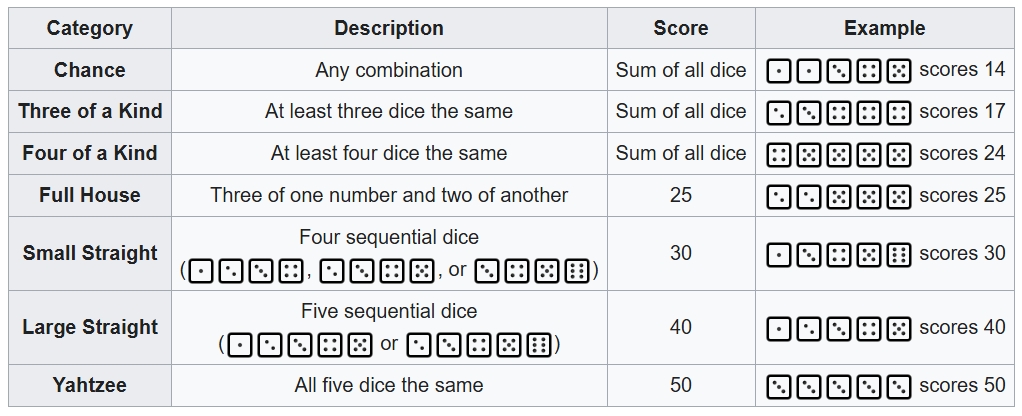 Category Description Score Example
Chance Any combination Sum of all dice ⚀⚀⚂⚃⚄ scores 14
Three of a Kind At least three dice the same Sum of all dice ⚁⚂⚃⚃⚃ scores 17
Four of a Kind At least four dice the same Sum of all dice ⚃⚄⚄⚄⚄ scores 24
Full House Three of one number and two of another 25 ⚁⚁⚄⚄⚄ scores 25
Small Straight Four sequential dice
(⚀⚁⚂⚃, ⚁⚂⚃⚄, or ⚂⚃⚄⚅) 30 ⚀⚂⚃⚄⚅ scores 30
Large Straight Five sequential dice
(⚀⚁⚂⚃⚄ or ⚁⚂⚃⚄⚅) 40 ⚀⚁⚂⚃⚄ scores 40
Yahtzee All five dice the same 50 ⚂⚂⚂⚂⚂ scores 50